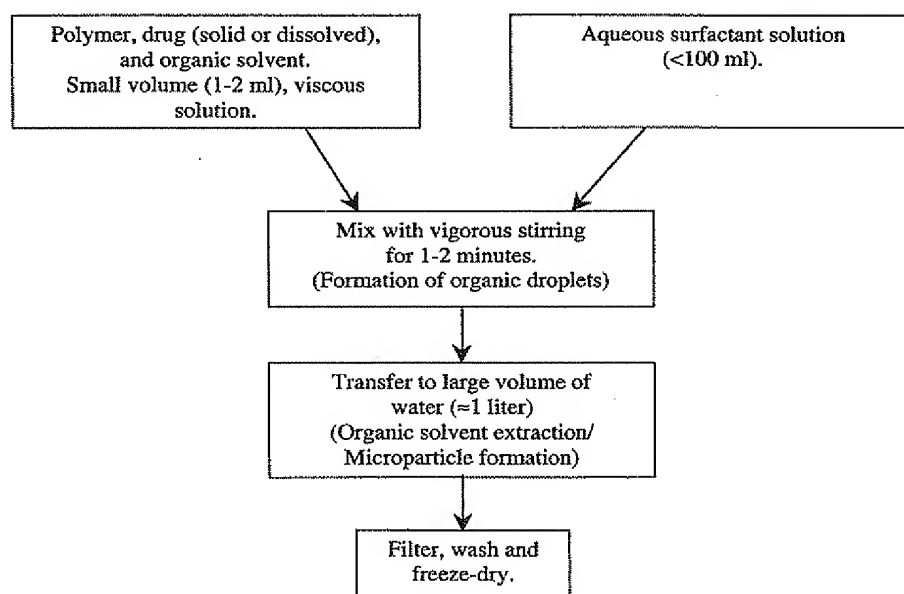 Polymer, drug (solid or dissolved),
and organic solvent.
Small volume (1-2 ml), viscous
solution.
Aqueous surfactant solution
(<100 ml).
Mix with vigorous stirring
for 1-2 minutes.
(Formation of organic droplets)
Transfer to large volume of
water (≈1 liter)
(Organic solvent extraction/
Microparticle formation)
Filter, wash and
freeze-dry.